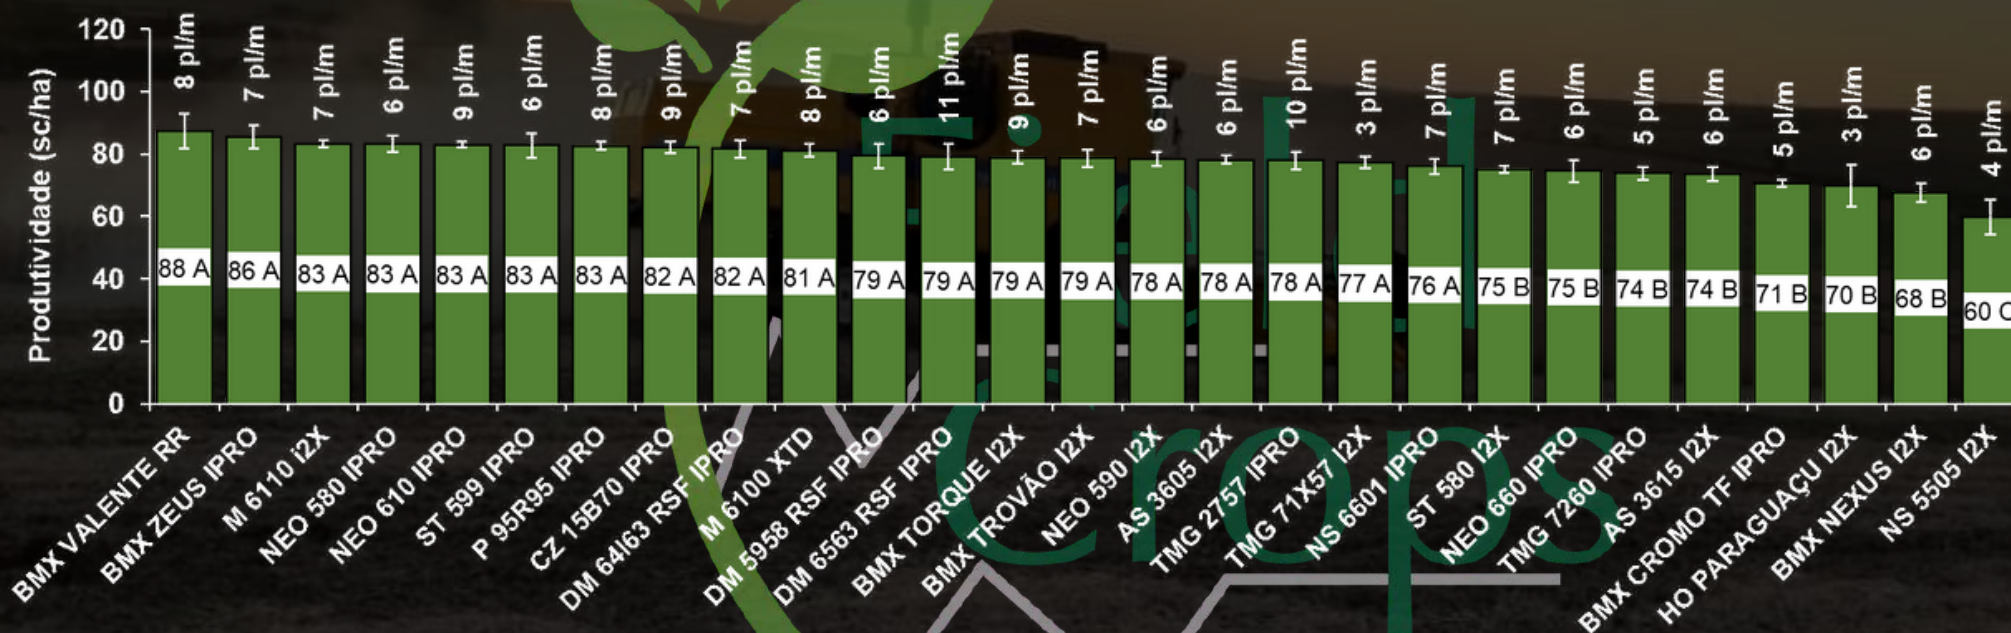 Produtividade (sc/ha)
120
100
80
60
40
20
0
8 pl/m
7 pl/m
7 pl/m
6 pl/m
9 pl/m
6 pl/m
8 pl/m
9 pl/m
7 pl/m
8 pl/m
6 pl/m
11 pl/m
9 pl/m
7 pl/m
6 pl/m
6 pl/m
10 pl/m
3 pl/m
7 pl/m
7 pl/m
6 pl/m
5 pl/m
6 pl/m
5 pl/m
3 pl/m
6 pl/m
4 pl/m
88 A
86 A
83 A
83 A
83 A
83 A
83 A
82 A
82 A
81 A
79 A
79 A
79 A
79 A
78 A
78 A
78 A
77 A
76 A
75 B
75 B
74 B
74 B
71 B
70 B
68 B
60 C
BMX VALENTE RR
BMX ZEUS IPRO
M 6110 i2X
NEO 580 IPRO
NEO 610 IPRO
ST 599 IPRO
P 95R95 IPRO
CZ 15B70 IPRO
DM 64I63 RSF IPRO
M 6100 XTD
DM 5958 RSF IPRO
DM 6563 RSF IPRO
BMX TORQUE I2X
BMX TROVÃO I2X
NEO 590 I2X
AS 3605 I2X
TMG 2757 IPRO
TMG 71X57 I2X
NS 6601 IPRO
ST 580 I2X
NEO 660 IPRO
TMG 7260 IPRO
AS 3615 I2X
BMX CROMO TF IPRO
HO PARAGUAÇU I2X
BMX NEXUS I2X
NS 5505 I2X
Field
Crops